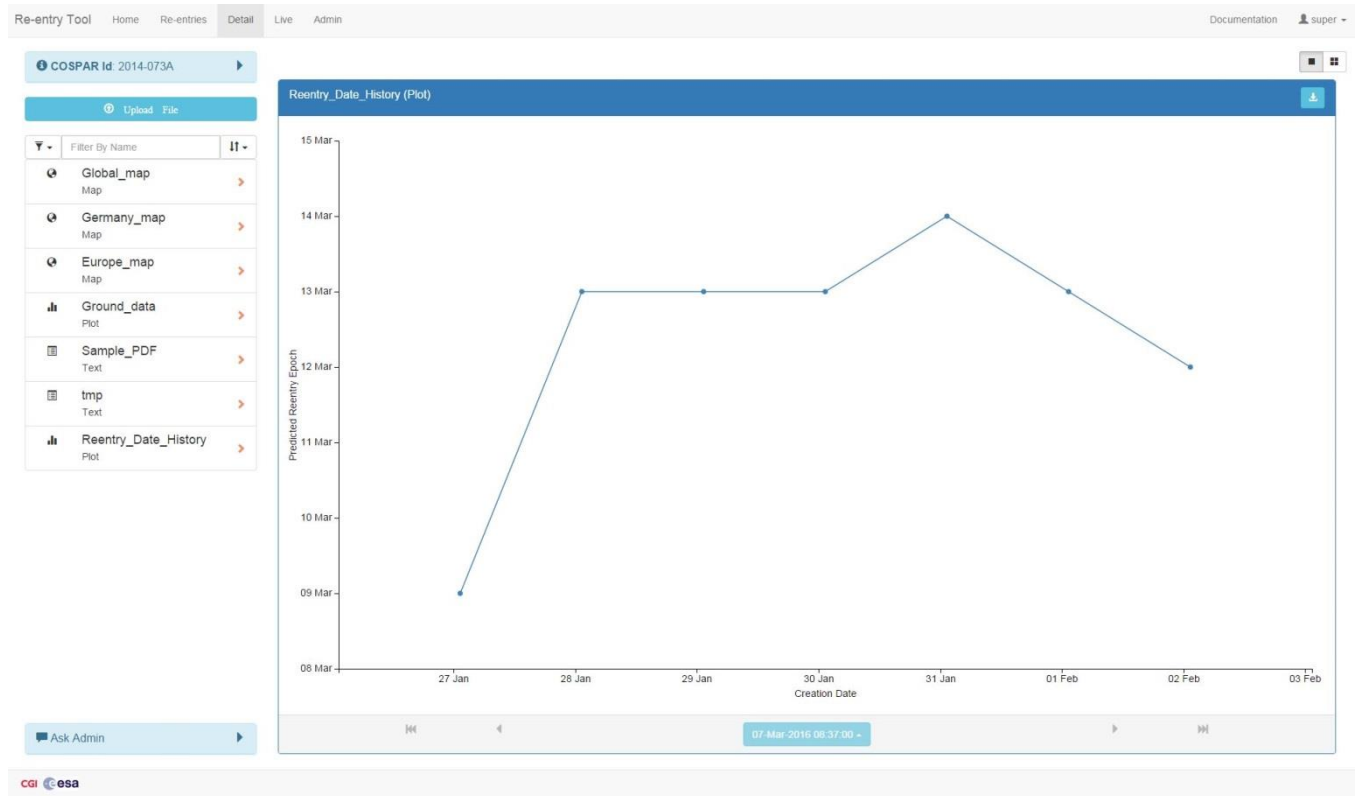 Re-entry Tool Home Re-entries Detail Live Admin Documentation super
COSPAR Id: 2014-073A
Upload File
Filter By Name
Global_map
Map
Germany_map
Map
Europe_map
Map
Ground_data
Plot
Sample_PDF
Text
tmp
Text
Reentry_Date_History
Plot
Ask Admin
Reentry_Date_History (Plot)
15 Mar
14 Mar
13 Mar
12 Mar
11 Mar
10 Mar
09 Mar
08 Mar
Predicted Reentry Epoch
27 Jan 28 Jan 29 Jan 30 Jan 31 Jan 01 Feb 02 Feb 03 Feb
Creation Date
07-Mar-2016 08:37:00
CGI esa